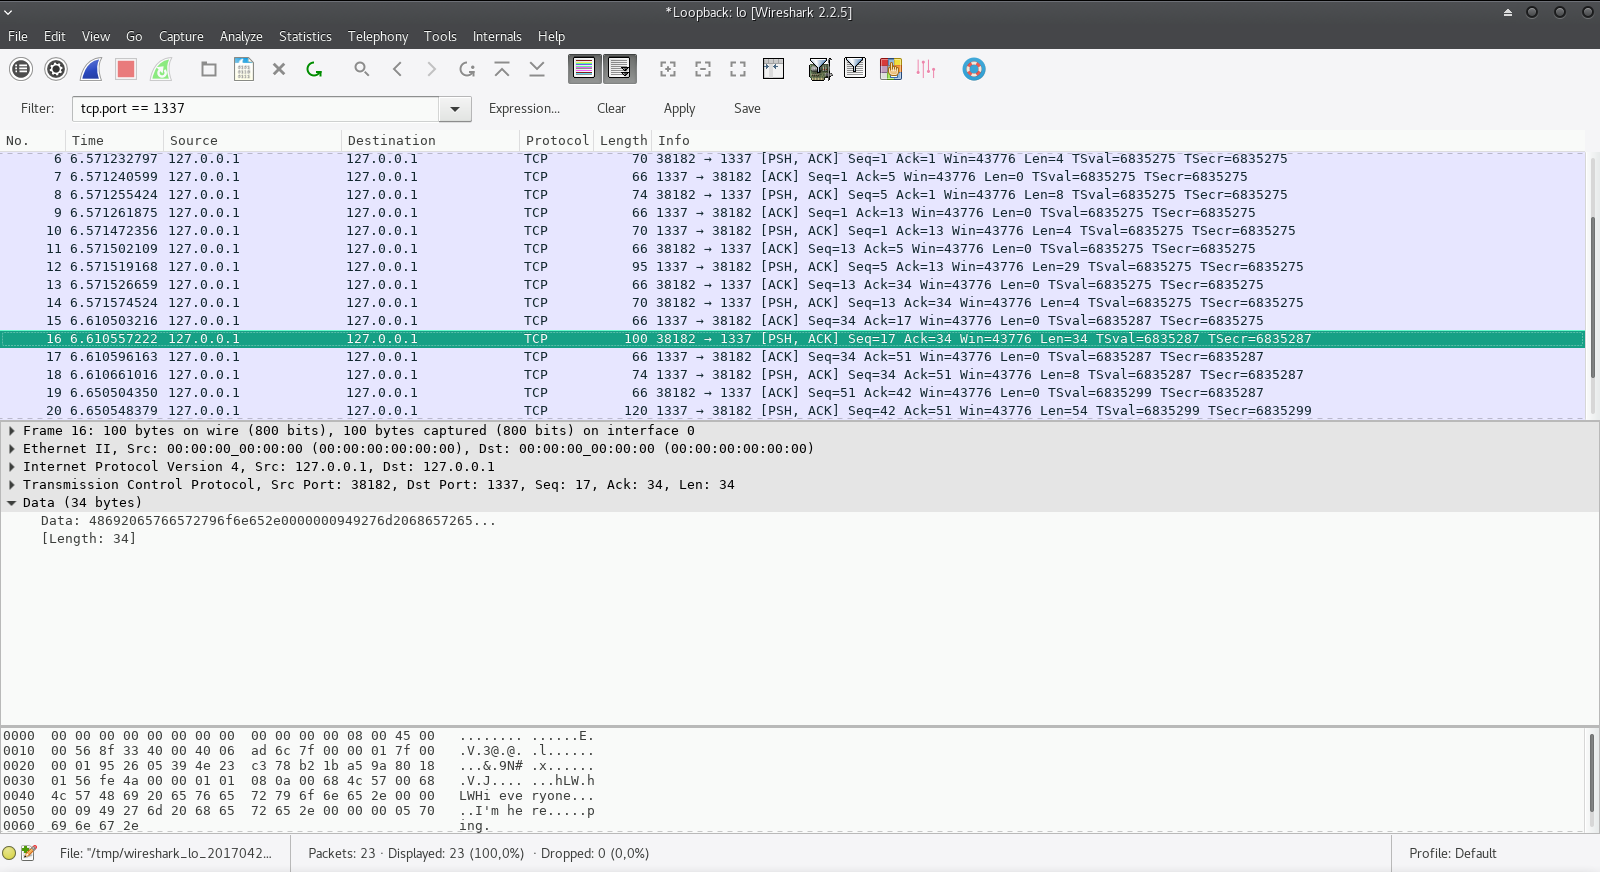 *Loopback: lo [Wireshark 2.2.5]
File Edit View Go Capture Analyze Statistics Telephony Tools Internals Help
Filter: tcp.port == 1337 Expression... Clear Apply Save
No. Time Source Destination Protocol Length Info
6 6.571232797 127.0.0.1 127.0.0.1 TCP 70 38182 → 1337 [PSH, ACK] Seq=1 Ack=1 Win=43776 Len=4 TSval=6835275 TSecr=6835275
7 6.571240599 127.0.0.1 127.0.0.1 TCP 66 1337 → 38182 [ACK] Seq=1 Ack=5 Win=43776 Len=0 TSval=6835275 TSecr=6835275
8 6.571255424 127.0.0.1 127.0.0.1 TCP 74 38182 → 1337 [PSH, ACK] Seq=5 Ack=1 Win=43776 Len=8 TSval=6835275 TSecr=6835275
9 6.571261875 127.0.0.1 127.0.0.1 TCP 66 1337 → 38182 [ACK] Seq=1 Ack=13 Win=43776 Len=0 TSval=6835275 TSecr=6835275
10 6.571472356 127.0.0.1 127.0.0.1 TCP 70 1337 → 38182 [PSH, ACK] Seq=1 Ack=13 Win=43776 Len=4 TSval=6835275 TSecr=6835275
11 6.571502109 127.0.0.1 127.0.0.1 TCP 66 38182 → 1337 [ACK] Seq=13 Ack=5 Win=43776 Len=0 TSval=6835275 TSecr=6835275
12 6.571519168 127.0.0.1 127.0.0.1 TCP 95 1337 → 38182 [PSH, ACK] Seq=5 Ack=13 Win=43776 Len=29 TSval=6835275 TSecr=6835275
13 6.571526659 127.0.0.1 127.0.0.1 TCP 66 38182 → 1337 [ACK] Seq=13 Ack=34 Win=43776 Len=0 TSval=6835275 TSecr=6835275
14 6.571574524 127.0.0.1 127.0.0.1 TCP 70 38182 → 1337 [PSH, ACK] Seq=13 Ack=34 Win=43776 Len=4 TSval=6835275 TSecr=6835275
15 6.610503216 127.0.0.1 127.0.0.1 TCP 66 1337 → 38182 [ACK] Seq=34 Ack=17 Win=43776 Len=0 TSval=6835287 TSecr=6835275
16 6.610557222 127.0.0.1 127.0.0.1 TCP 100 38182 → 1337 [PSH, ACK] Seq=17 Ack=34 Win=43776 Len=34 TSval=6835287 TSecr=6835287
17 6.610596163 127.0.0.1 127.0.0.1 TCP 66 1337 → 38182 [ACK] Seq=34 Ack=51 Win=43776 Len=0 TSval=6835287 TSecr=6835287
18 6.610661016 127.0.0.1 127.0.0.1 TCP 74 1337 → 38182 [PSH, ACK] Seq=34 Ack=51 Win=43776 Len=8 TSval=6835287 TSecr=6835287
19 6.650504350 127.0.0.1 127.0.0.1 TCP 66 38182 → 1337 [ACK] Seq=51 Ack=42 Win=43776 Len=0 TSval=6835299 TSecr=6835287
20 6.650548379 127.0.0.1 127.0.0.1 TCP 120 1337 → 38182 [PSH, ACK] Seq=42 Ack=51 Win=43776 Len=54 TSval=6835299 TSecr=6835299
Frame 16: 100 bytes on wire (800 bits), 100 bytes captured (800 bits) on interface 0
Ethernet II, Src: 00:00:00_00:00:00 (00:00:00:00:00:00), Dst: 00:00:00_00:00:00 (00:00:00:00:00:00)
Internet Protocol Version 4, Src: 127.0.0.1, Dst: 127.0.0.1
Transmission Control Protocol, Src Port: 38182, Dst Port: 1337, Seq: 17, Ack: 34, Len: 34
Data (34 bytes)
Data: 48692065766572796f6e652e0000000949276d2068657265...
[Length: 34]
0000 00 00 00 00 00 00 00 00 00 00 00 00 08 00 45 00 ........ ......E.
0010 00 56 8f 33 40 00 40 06 ad 6c 7f 00 00 01 7f 00 .V.3@.@. .l......
0020 00 01 95 26 05 39 4e 23 c3 78 b2 1b a5 9a 80 18 ...&.9N# .x......
0030 01 56 fe 4a 00 00 01 01 08 0a 00 68 4c 57 00 68 .V.J.... ...hLW.h
0040 4c 57 48 69 20 65 76 65 72 79 6f 6e 65 2e 00 00 LWHi eve ryone...
0050 00 09 49 27 6d 20 68 65 72 65 2e 00 00 00 05 70 ..I'm he re.....p
0060 69 6e 67 2e ing.
File: "/tmp/wireshark_lo_2017042... Packets: 23 · Displayed: 23 (100,0%) · Dropped: 0 (0,0%) Profile: Default